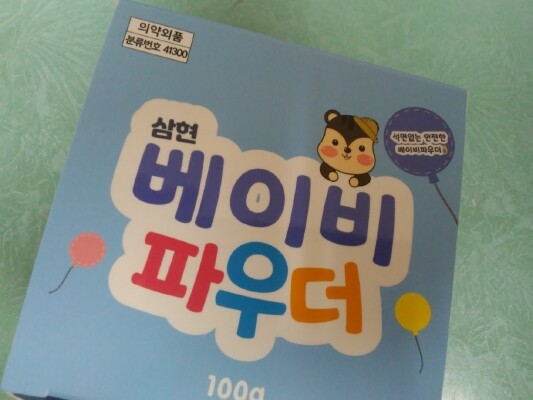 의약외품
분류번호 41300
삼현
베이비
파우더
석면없는 안전한
베이비파우더
100g